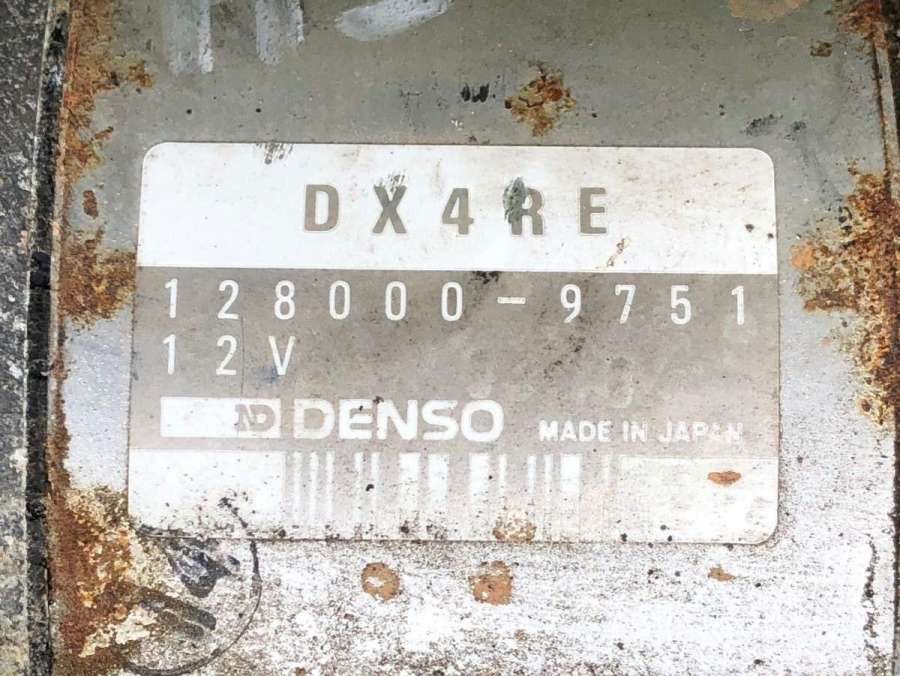 DX4RE
128000-9751
12V
ND DENSO MADE IN JAPAN